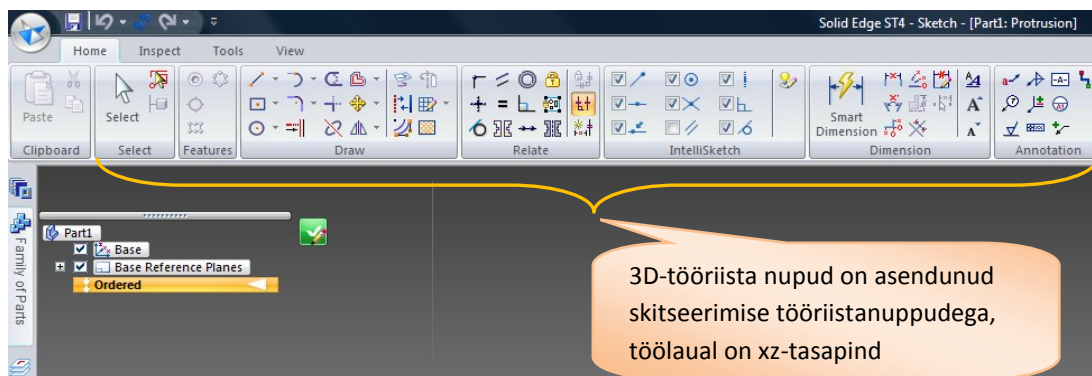 Solid Edge ST4 - Sketch - [Part1: Protrusion]
Home Inspect Tools View
Paste
Select
Smart Dimension
Clipboard Select Features Draw Relate IntelliSketch Dimension Annotation
Family of Parts
Part1
Base
Base Reference Planes
Ordered
3D-tööriista nupud on asendunud
skitseerimise tööriistanuppudega,
töölaual on xz-tasapind